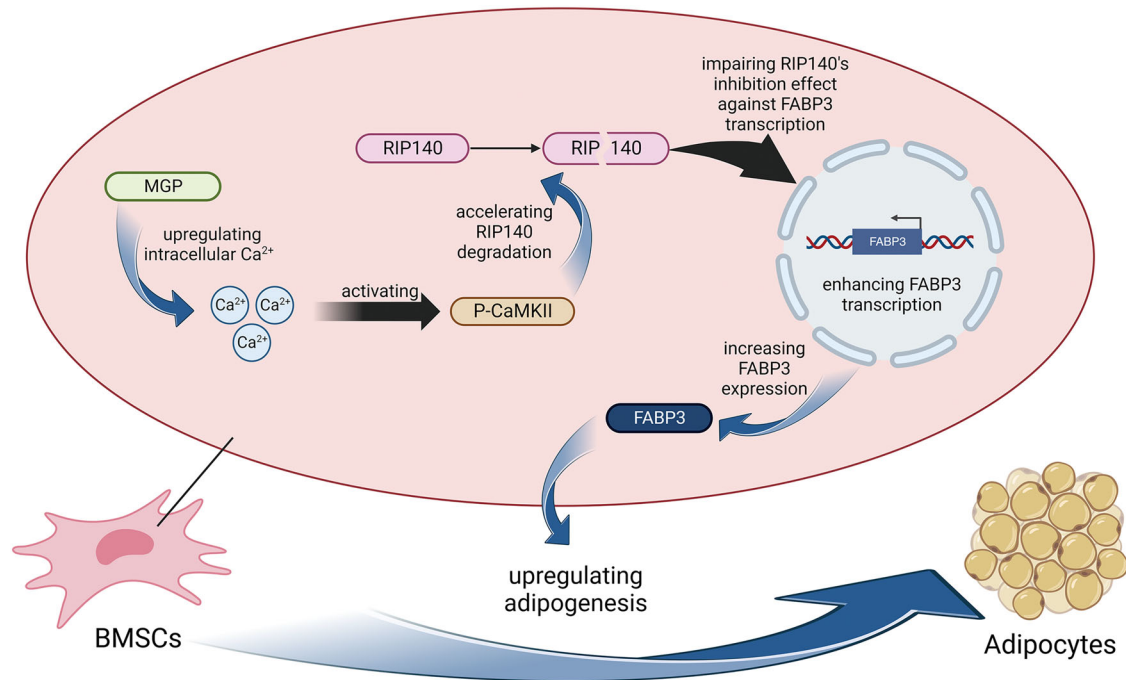 impairing RIP140's
inhibition effect
against FABP3
transcription
RIP140
RIP 140
MGP
accelerating
RIP140
degradation
upregulating
intracellular Ca²⁺
FABP3
enhancing FABP3
transcription
Ca²⁺
Ca²⁺
Ca²⁺
activating
P-CaMKII
increasing
FABP3
expression
FABP3
upregulating
adipogenesis
BMSCs
Adipocytes